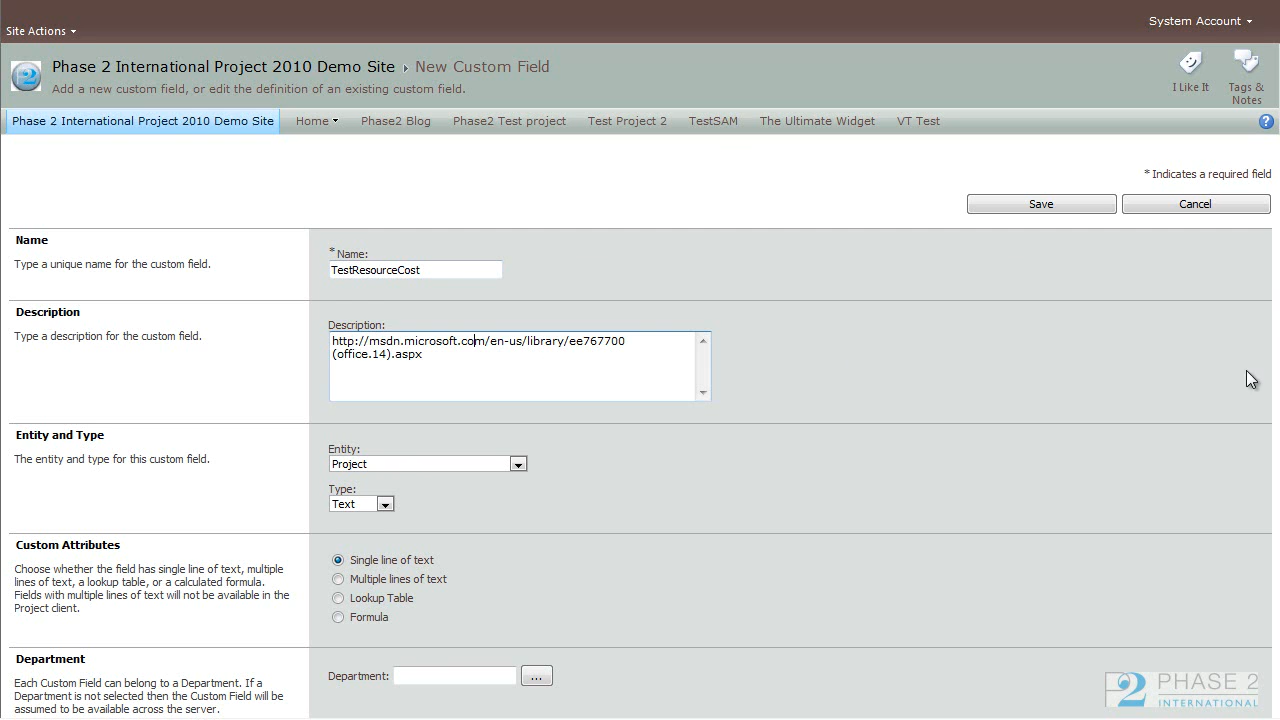 System Account
Site Actions
Phase 2 International Project 2010 Demo Site New Custom Field
Add a new custom field, or edit the definition of an existing custom field.
I Like It
Tags &
Notes
Phase 2 International Project 2010 Demo Site Home Phase2 Blog Phase2 Test project Test Project 2 TestSAM The Ultimate Widget VT Test
* Indicates a required field
Save Cancel
Name
Type a unique name for the custom field.
* Name:
TestResourceCost
Description
Type a description for the custom field.
Description:
http://msdn.microsoft.com/en-us/library/ee767700
(office.14).aspx
Entity and Type
The entity and type for this custom field.
Entity:
Project
Type:
Text
Custom Attributes
Choose whether the field has single line of text, multiple
lines of text, a lookup table, or a calculated formula.
Fields with multiple lines of text will not be available in the
Project client.
Single line of text
Multiple lines of text
Lookup Table
Formula
Department
Each Custom Field can belong to a Department. If a
Department is not selected then the Custom Field will be
assumed to be available across the server.
Department: ...
P2 PHASE 2
INTERNATIONAL